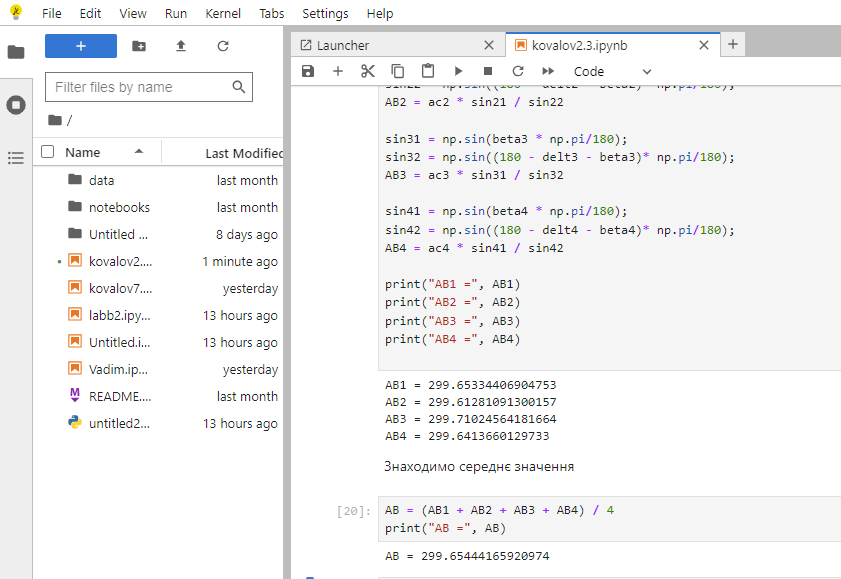 File Edit View Run Kernel Tabs Settings Help
+
Filter files by name
/
Name Last Modified
data last month
notebooks last month
Untitled ... 8 days ago
kovalov2.... 1 minute ago
kovalov7.... yesterday
labb2.ipy... 13 hours ago
Untitled.i... 13 hours ago
Vadim.ip... yesterday
README.... last month
untitled2... 13 hours ago
Launcher
kovalov2.3.ipynb
Code
AB2 = ac2 * sin21 / sin22
sin31 = np.sin(beta3 * np.pi/180);
sin32 = np.sin((180 - delt3 - beta3)* np.pi/180);
AB3 = ac3 * sin31 / sin32
sin41 = np.sin(beta4 * np.pi/180);
sin42 = np.sin((180 - delt4 - beta4)* np.pi/180);
AB4 = ac4 * sin41 / sin42
print("AB1 =", AB1)
print("AB2 =", AB2)
print("AB3 =", AB3)
print("AB4 =", AB4)
AB1 = 299.65334406904753
AB2 = 299.61281091300157
AB3 = 299.71024564181664
AB4 = 299.6413660129733
Знаходимо середнє значення
[20]:
AB = (AB1 + AB2 + AB3 + AB4) / 4
print("AB =", AB)
AB = 299.65444165920974